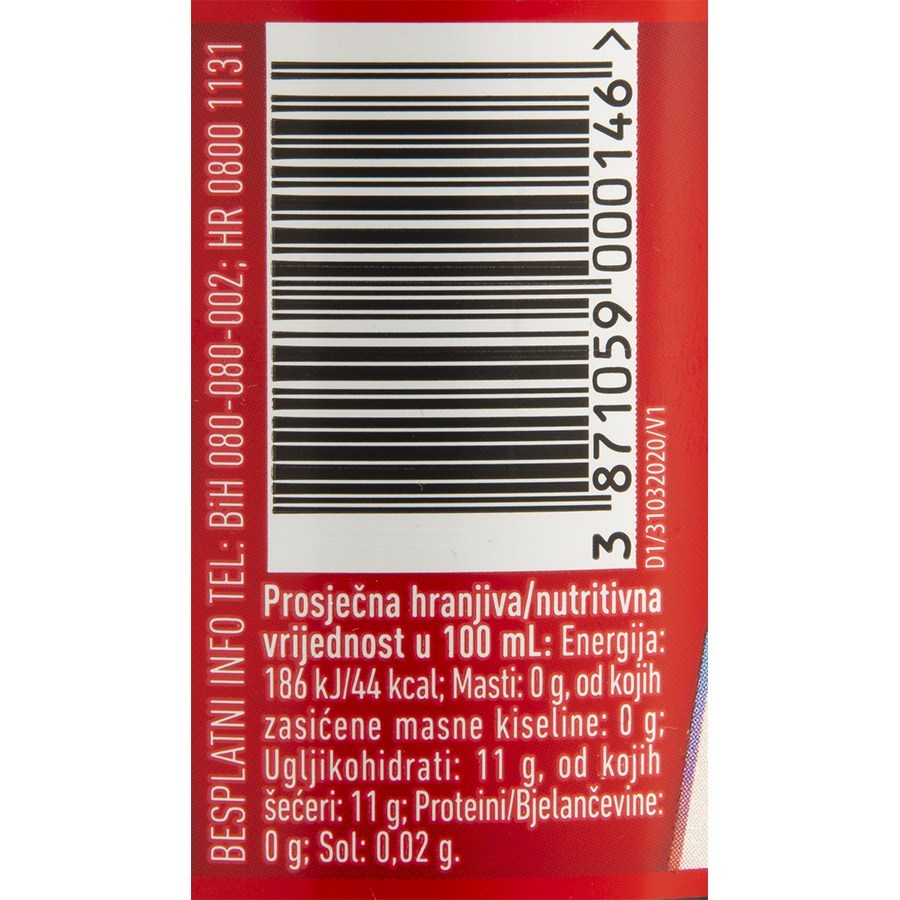 BESPLATNI INFO TEL: BiH 080-080-002; HR 0800 1131
3 871059 000146 >
D1/31032020/V1
Prosječna hranjiva/nutritivna
vrijednost u 100 mL: Energija:
186 kJ/44 kcal; Masti: 0 g, od kojih
zasićene masne kiseline: 0 g;
Ugljikohidrati: 11 g, od kojih
šećeri: 11 g; Proteini/Bjelančevine:
0 g; Sol: 0,02 g.